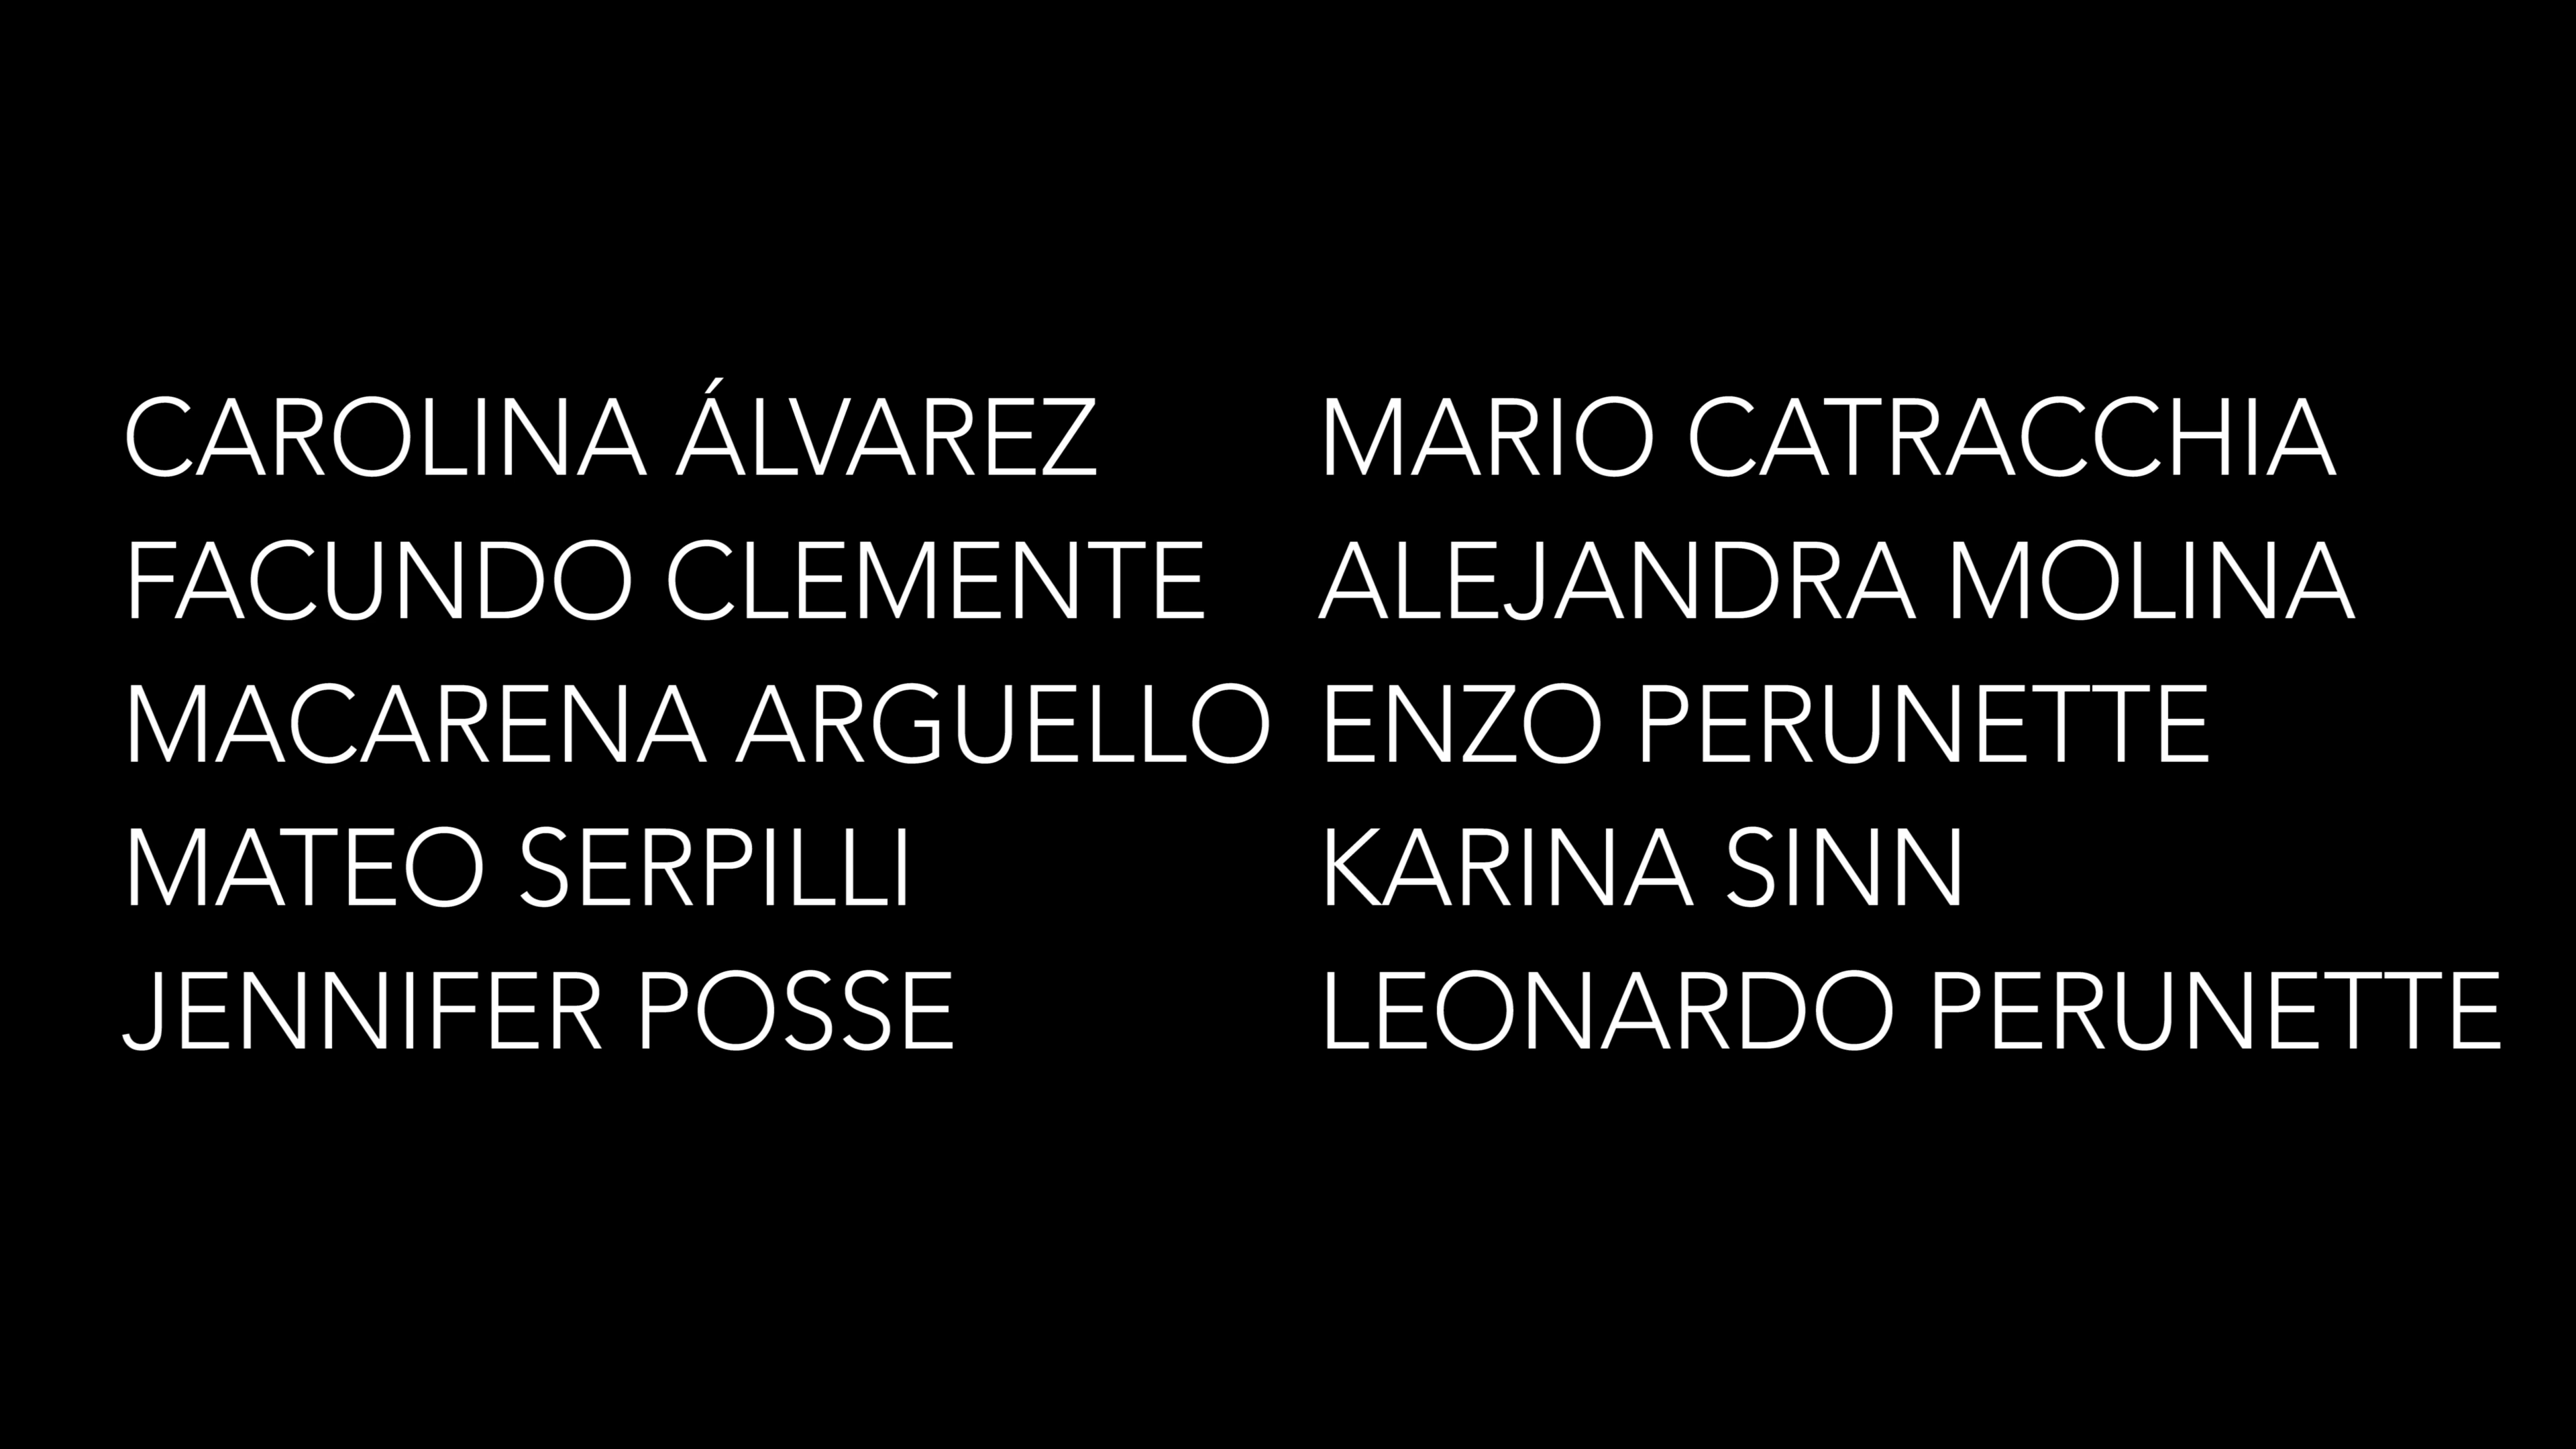 CAROLINA ÁLVAREZ
FACUNDO CLEMENTE
MACARENA ARGUELLO
MATEO SERPILLI
JENNIFER POSSE
MARIO CATRACCHIA
ALEJANDRA MOLINA
ENZO PERUNETTE
KARINA SINN
LEONARDO PERUNETTE